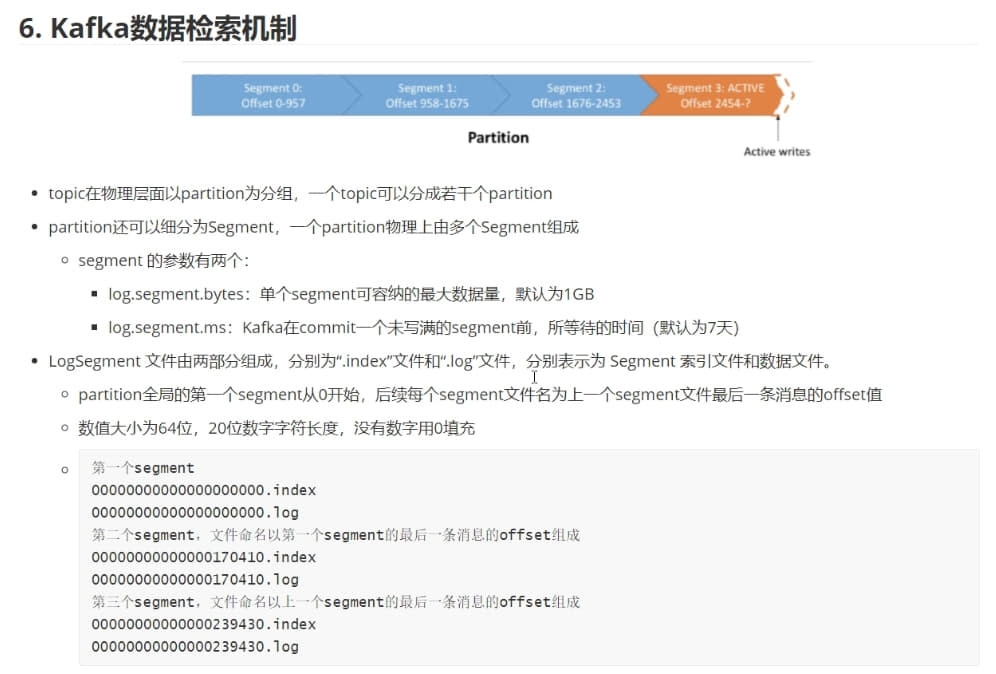 6. Kafka数据检索机制
Segment 0:
Offset 0-957
Segment 1:
Offset 958-1675
Segment 2:
Offset 1676-2453
Segment 3: ACTIVE
Offset 2454-?
Partition
Active writes
topic在物理层面以partition为分组，一个topic可以分成若干个partition
partition还可以细分为Segment，一个partition物理上由多个Segment组成
segment 的参数有两个：
log.segment.bytes：单个segment可容纳的最大数据量，默认为1GB
log.segment.ms：Kafka在commit一个未写满的segment前，所等待的时间（默认为7天）
LogSegment 文件由两部分组成，分别为“.index”文件和“.log”文件，分别表示为 Segment 索引文件和数据文件。
partition全局的第一个segment从0开始，后续每个segment文件名为上一个segment文件最后一条消息的offset值
数值大小为64位，20位数字字符长度，没有数字用0填充
第一个segment
00000000000000000000.index
00000000000000000000.log
第二个segment，文件命名以第一个segment的最后一条消息的offset组成
00000000000000170410.index
00000000000000170410.log
第三个segment，文件命名以上一个segment的最后一条消息的offset组成
00000000000000239430.index
00000000000000239430.log